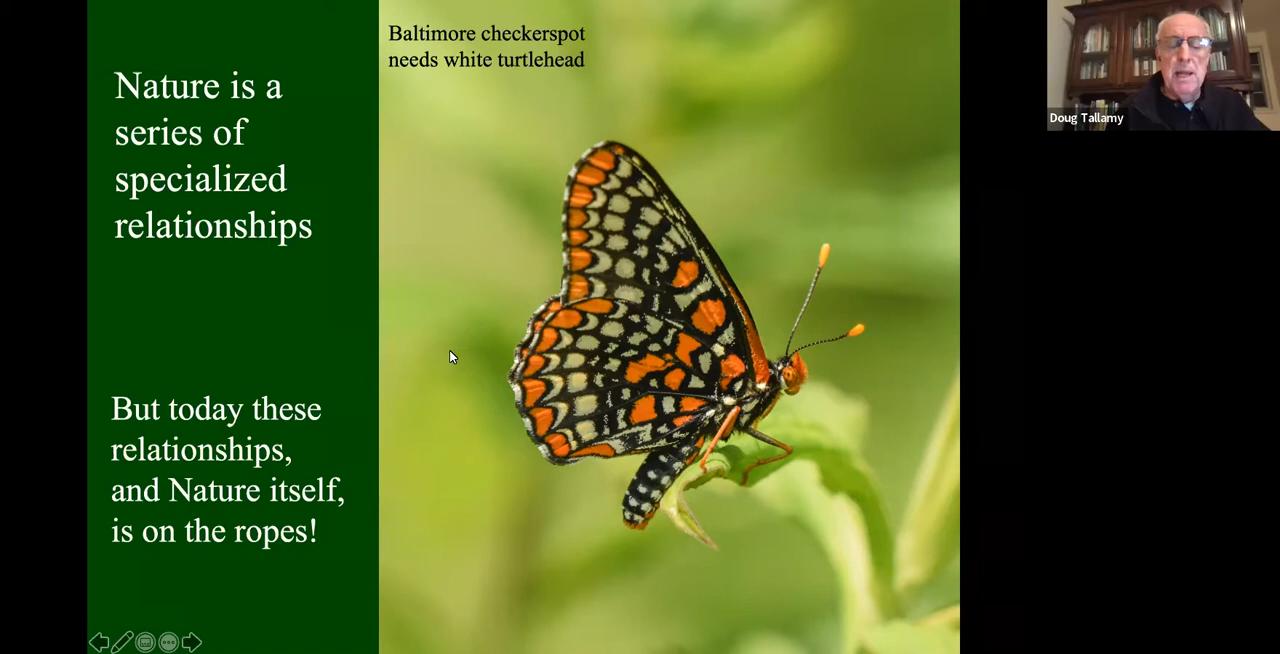 Nature is a
series of
specialized
relationships
But today these
relationships,
and Nature itself,
is on the ropes!
Baltimore checkerspot
needs white turtlehead
Doug Tallamy